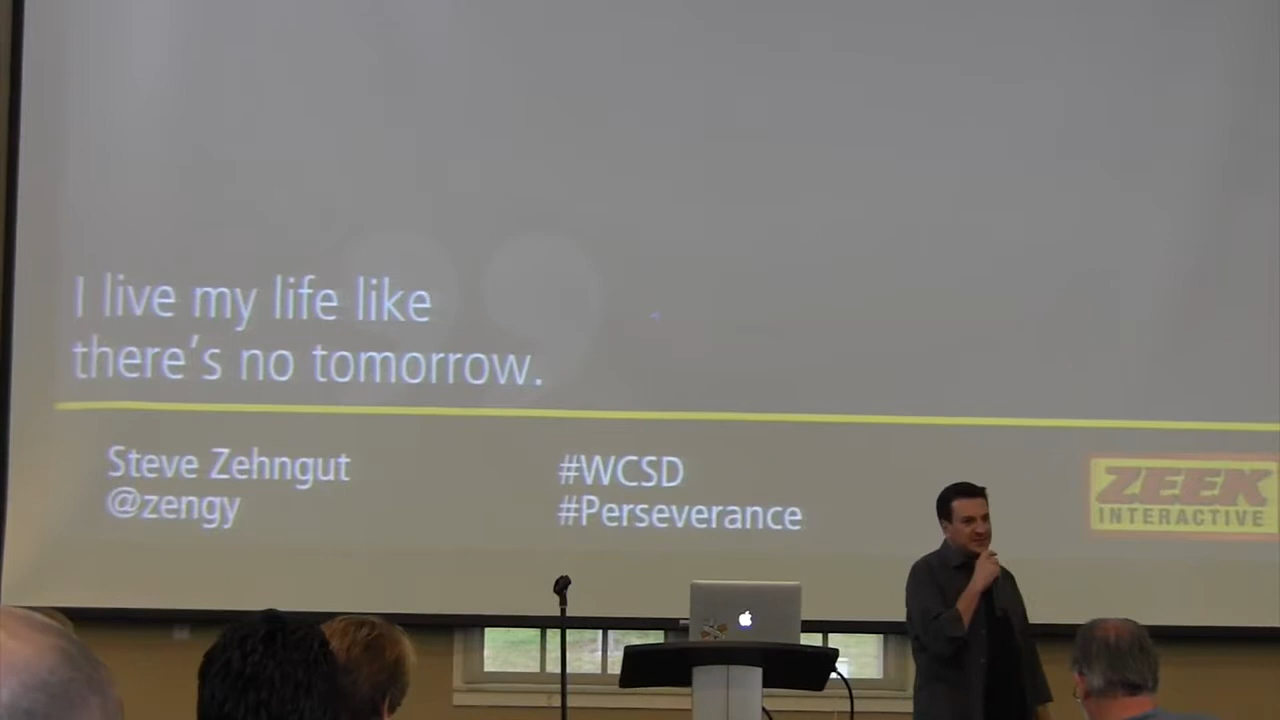 I live my life like
there's no tomorrow.
Steve Zehngut
@zengy
#WCSD
#Perseverance
ZEEK
INTERACTIVE